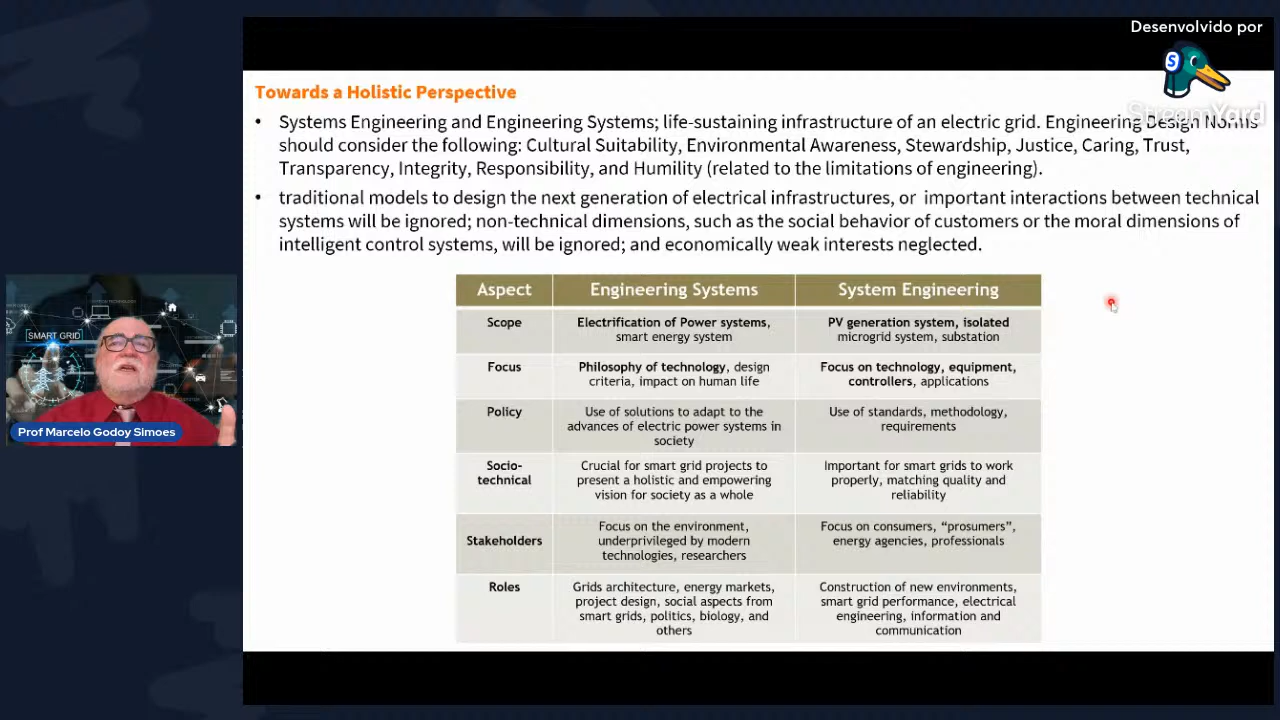 Desenvolvido por
S
StreamYard
Towards a Holistic Perspective
• Systems Engineering and Engineering Systems; life-sustaining infrastructure of an electric grid. Engineering Design Norms
should consider the following: Cultural Suitability, Environmental Awareness, Stewardship, Justice, Caring, Trust,
Transparency, Integrity, Responsibility, and Humility (related to the limitations of engineering).
• traditional models to design the next generation of electrical infrastructures, or important interactions between technical
systems will be ignored; non-technical dimensions, such as the social behavior of customers or the moral dimensions of
intelligent control systems, will be ignored; and economically weak interests neglected.
Aspect Engineering Systems System Engineering
Scope
Electrification of Power systems,
smart energy system
PV generation system, isolated
microgrid system, substation
Focus
Philosophy of technology, design
criteria, impact on human life
Focus on technology, equipment,
controllers, applications
Policy
Use of solutions to adapt to the
advances of electric power systems in
society
Use of standards, methodology,
requirements
Socio-
technical
Crucial for smart grid projects to
present a holistic and empowering
vision for society as a whole
Important for smart grids to work
properly, matching quality and
reliability
Stakeholders
Focus on the environment,
underprivileged by modern
technologies, researchers
Focus on consumers, “prosumers”,
energy agencies, professionals
Roles
Grids architecture, energy markets,
project design, social aspects from
smart grids, politics, biology, and
others
Construction of new environments,
smart grid performance, electrical
engineering, information and
communication
SMART GRID
Prof Marcelo Godoy Simoes